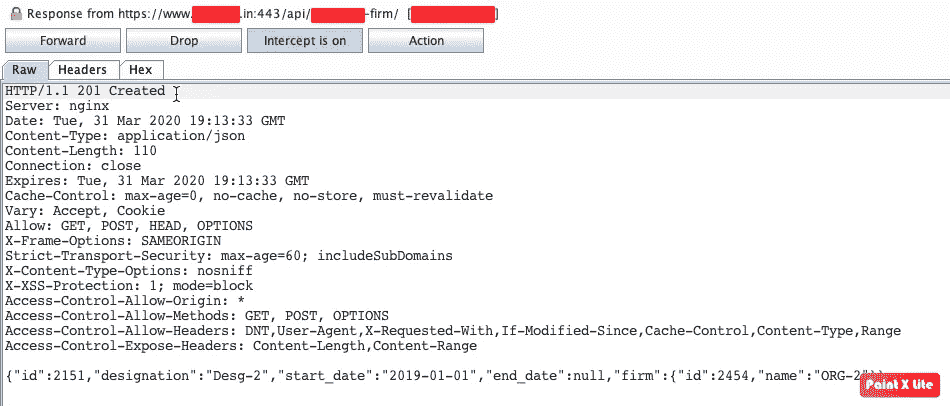 Response from https://www. .in:443/api/ -firm/ [ ]
Forward Drop Intercept is on Action
Raw Headers Hex
HTTP/1.1 201 Created
Server: nginx
Date: Tue, 31 Mar 2020 19:13:33 GMT
Content-Type: application/json
Content-Length: 110
Connection: close
Expires: Tue, 31 Mar 2020 19:13:33 GMT
Cache-Control: max-age=0, no-cache, no-store, must-revalidate
Vary: Accept, Cookie
Allow: GET, POST, HEAD, OPTIONS
X-Frame-Options: SAMEORIGIN
Strict-Transport-Security: max-age=60; includeSubDomains
X-Content-Type-Options: nosniff
X-XSS-Protection: 1; mode=block
Access-Control-Allow-Origin: *
Access-Control-Allow-Methods: GET, POST, OPTIONS
Access-Control-Allow-Headers: DNT,User-Agent,X-Requested-With,If-Modified-Since,Cache-Control,Content-Type,Range
Access-Control-Expose-Headers: Content-Length,Content-Range
{"id":2151,"designation":"Desg-2","start_date":"2019-01-01","end_date":null,"firm":{"id":2454,"name":"ORG-2"
Paint X Lite